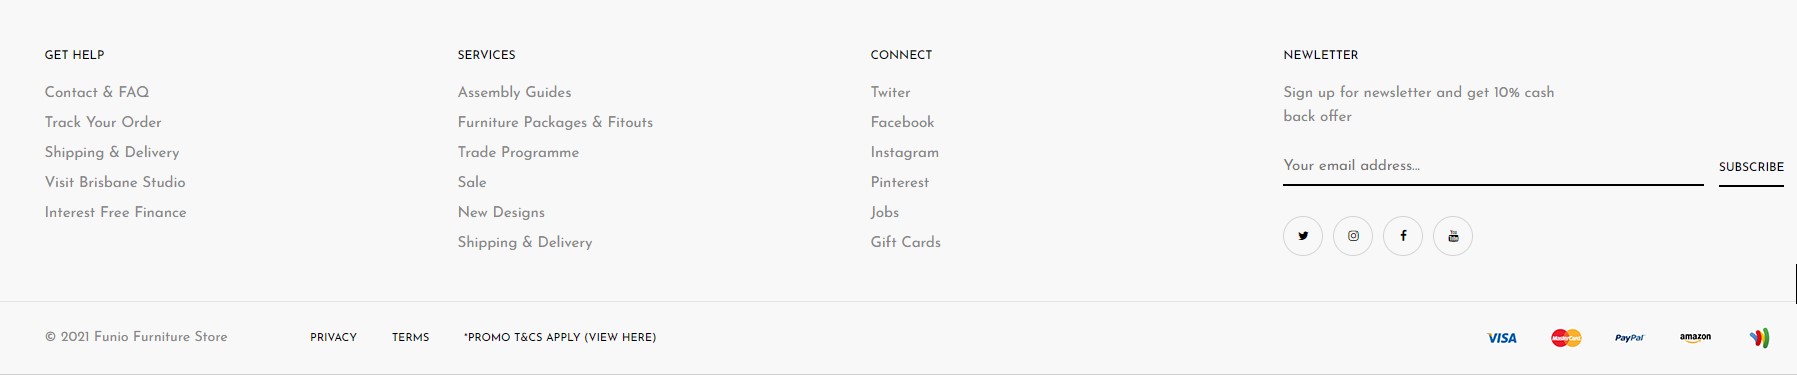 GET HELP
Contact & FAQ
Track Your Order
Shipping & Delivery
Visit Brisbane Studio
Interest Free Finance
SERVICES
Assembly Guides
Furniture Packages & Fitouts
Trade Programme
Sale
New Designs
Shipping & Delivery
CONNECT
Twiter
Facebook
Instagram
Pinterest
Jobs
Gift Cards
NEWLETTER
Sign up for newsletter and get 10% cash
back offer
Your email address...
SUBSCRIBE
You Tube
© 2021 Funio Furniture Store
PRIVACY
TERMS
*PROMO T&CS APPLY (VIEW HERE)
VISA
MasterCard
PayPal
amazon